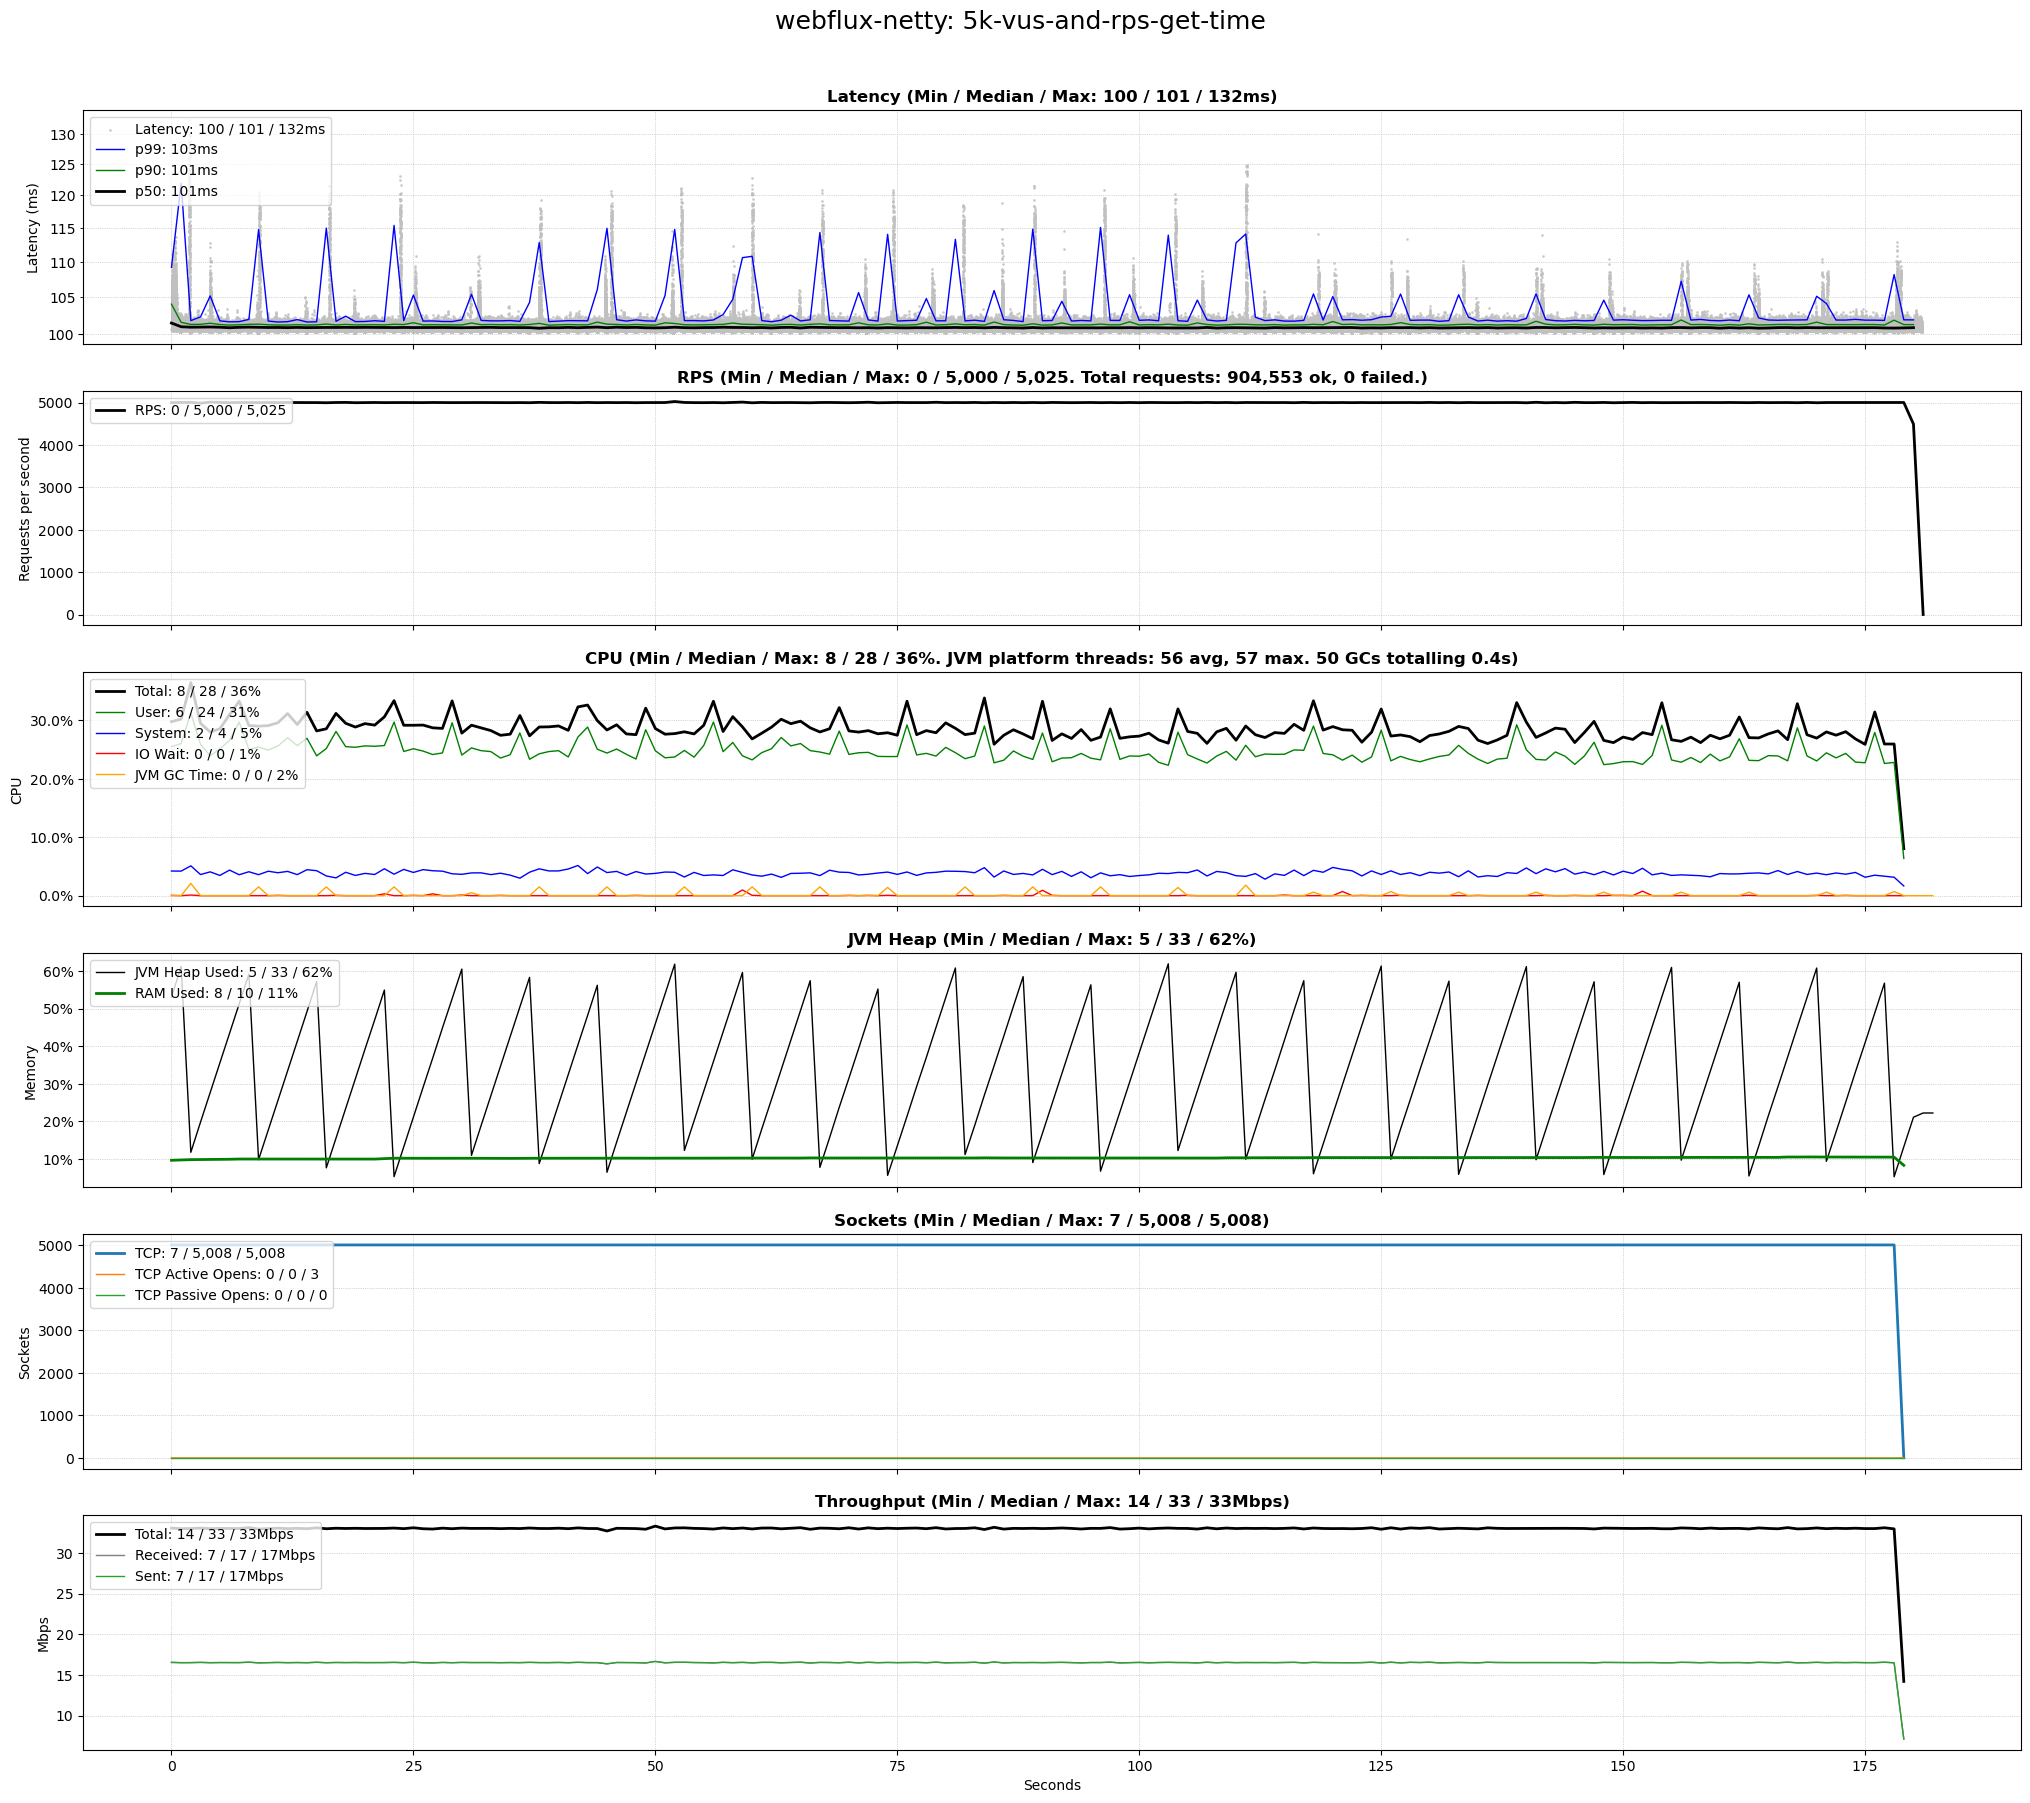 webflux-netty: 5k-vus-and-rps-get-time
Latency (Min / Median / Max: 100 / 101 / 132ms)
Latency (ms)
130
125
120
115
110
105
100
Latency: 100 / 101 / 132ms
p99: 103ms
p90: 101ms
p50: 101ms
RPS (Min / Median / Max: 0 / 5,000 / 5,025. Total requests: 904,553 ok, 0 failed.)
Requests per second
5000
4000
3000
2000
1000
0
RPS: 0 / 5,000 / 5,025
CPU (Min / Median / Max: 8 / 28 / 36%. JVM platform threads: 56 avg, 57 max. 50 GCs totalling 0.4s)
CPU
30.0%
20.0%
10.0%
0.0%
Total: 8 / 28 / 36%
User: 6 / 24 / 31%
System: 2 / 4 / 5%
IO Wait: 0 / 0 / 1%
JVM GC Time: 0 / 0 / 2%
JVM Heap (Min / Median / Max: 5 / 33 / 62%)
Memory
60%
50%
40%
30%
20%
10%
JVM Heap Used: 5 / 33 / 62%
RAM Used: 8 / 10 / 11%
Sockets (Min / Median / Max: 7 / 5,008 / 5,008)
Sockets
5000
4000
3000
2000
1000
0
TCP: 7 / 5,008 / 5,008
TCP Active Opens: 0 / 0 / 3
TCP Passive Opens: 0 / 0 / 0
Throughput (Min / Median / Max: 14 / 33 / 33Mbps)
Mbps
30
25
20
15
10
Total: 14 / 33 / 33Mbps
Received: 7 / 17 / 17Mbps
Sent: 7 / 17 / 17Mbps
0
25
50
75
100
125
150
175
Seconds